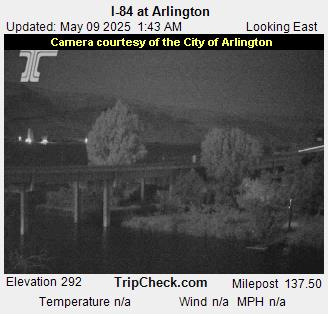 I-84 at Arlington
Updated: May 09 2025 1:43 AM Looking East
Camera courtesy of the City of Arlington
Elevation 292 TripCheck.com Milepost 137.50
Temperature n/a Wind n/a MPH n/a